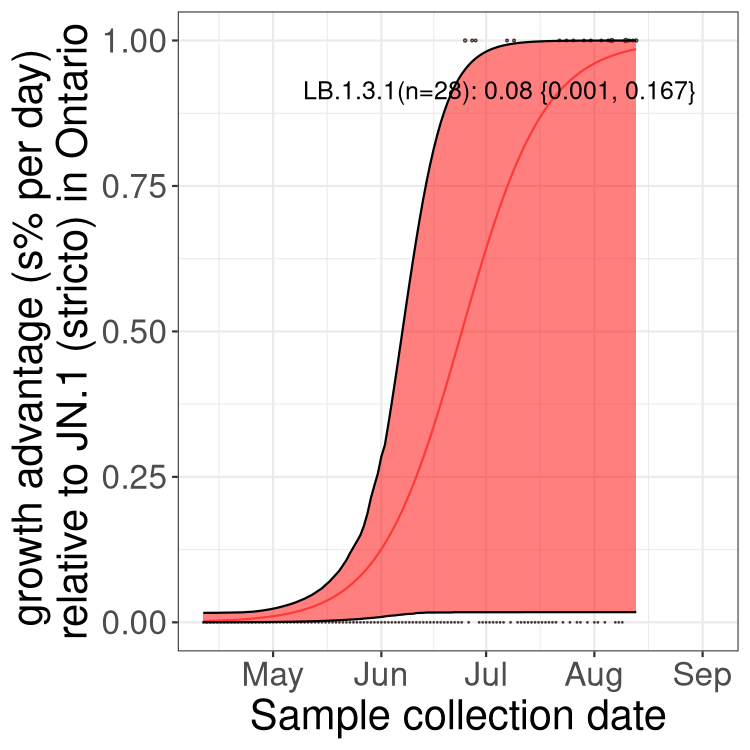 growth advantage (s% per day)
relative to JN.1 (stricto) in Ontario
1.00
0.75
0.50
0.25
0.00
LB.1.3.1(n=28): 0.08 {0.001, 0.167}
May Jun Jul Aug Sep
Sample collection date